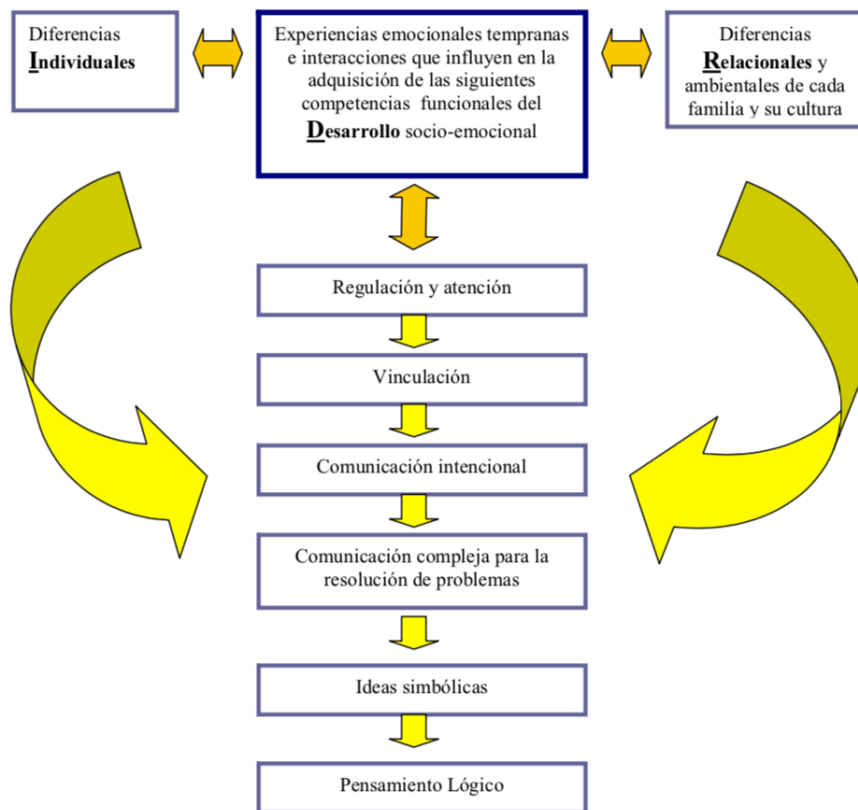 Diferencias
Individuales
Experiencias emocionales tempranas
e interacciones que influyen en la
adquisición de las siguientes
competencias funcionales del
Desarrollo socio-emocional
Diferencias
Relacionales y
ambientales de cada
familia y su cultura
Regulación y atención
Vinculación
Comunicación intencional
Comunicación compleja para la
resolución de problemas
Ideas simbólicas
Pensamiento Lógico